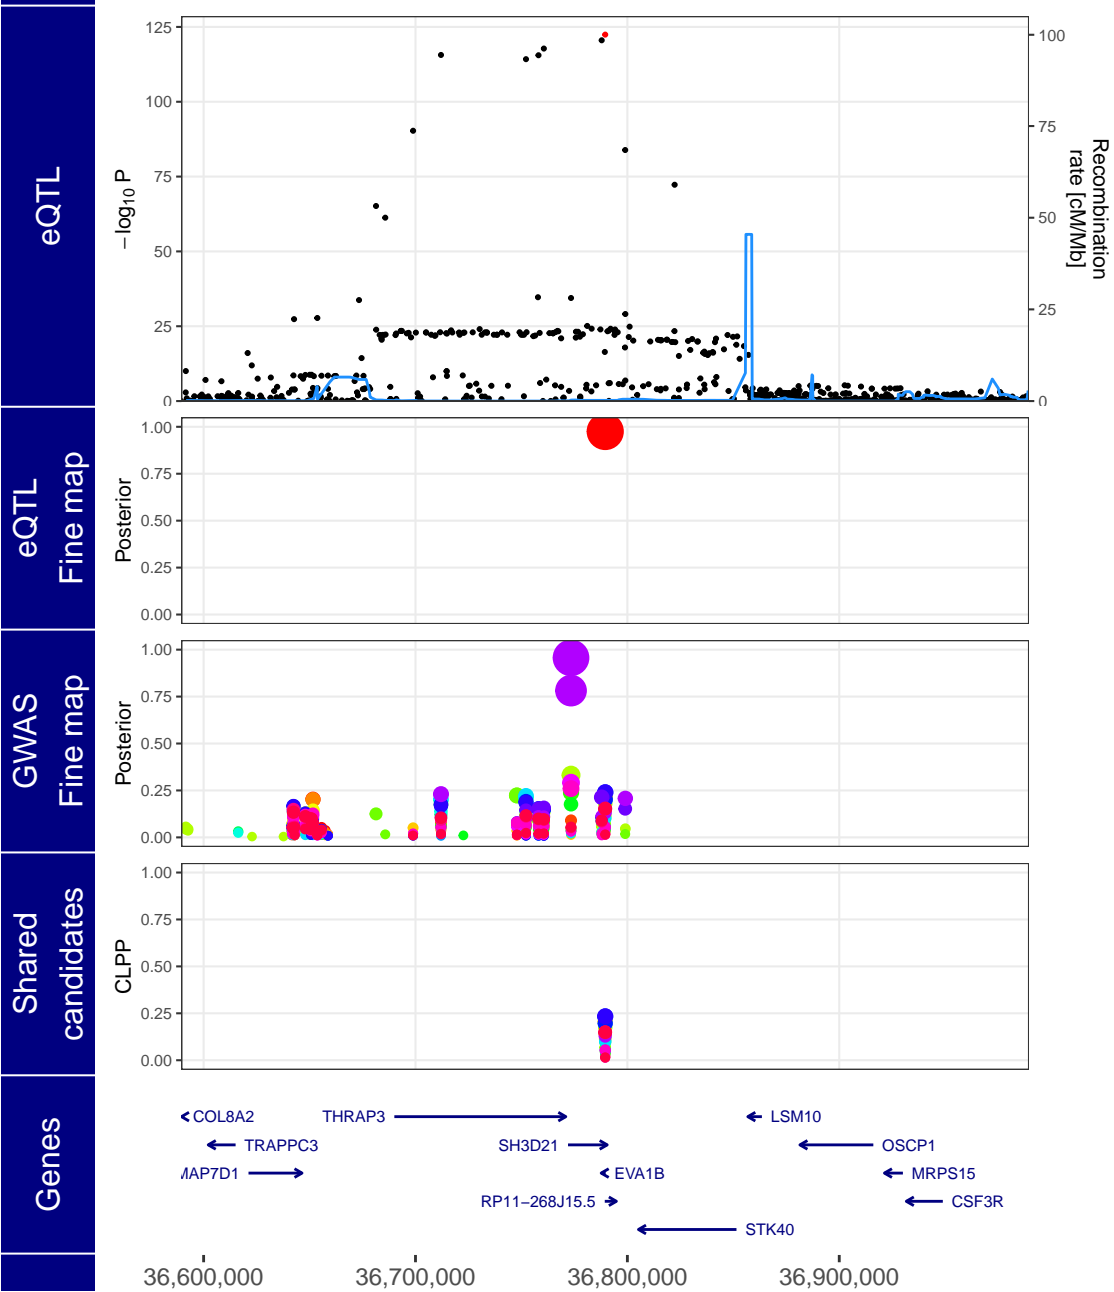 eQTL
−log10 P
125
100
75
50
25
0
100
75
50
25
0
Recombination
rate [cM/Mb]
eQTL
Fine map
Posterior
1.00
0.75
0.50
0.25
0.00
GWAS
Fine map
Posterior
1.00
0.75
0.50
0.25
0.00
Shared
candidates
CLPP
1.00
0.75
0.50
0.25
0.00
Genes
COL8A2
THRAP3
LSM10
TRAPPC3
SH3D21
OSCP1
MAP7D1
EVA1B
MRPS15
RP11−268J15.5
CSF3R
STK40
36,600,000
36,700,000
36,800,000
36,900,000